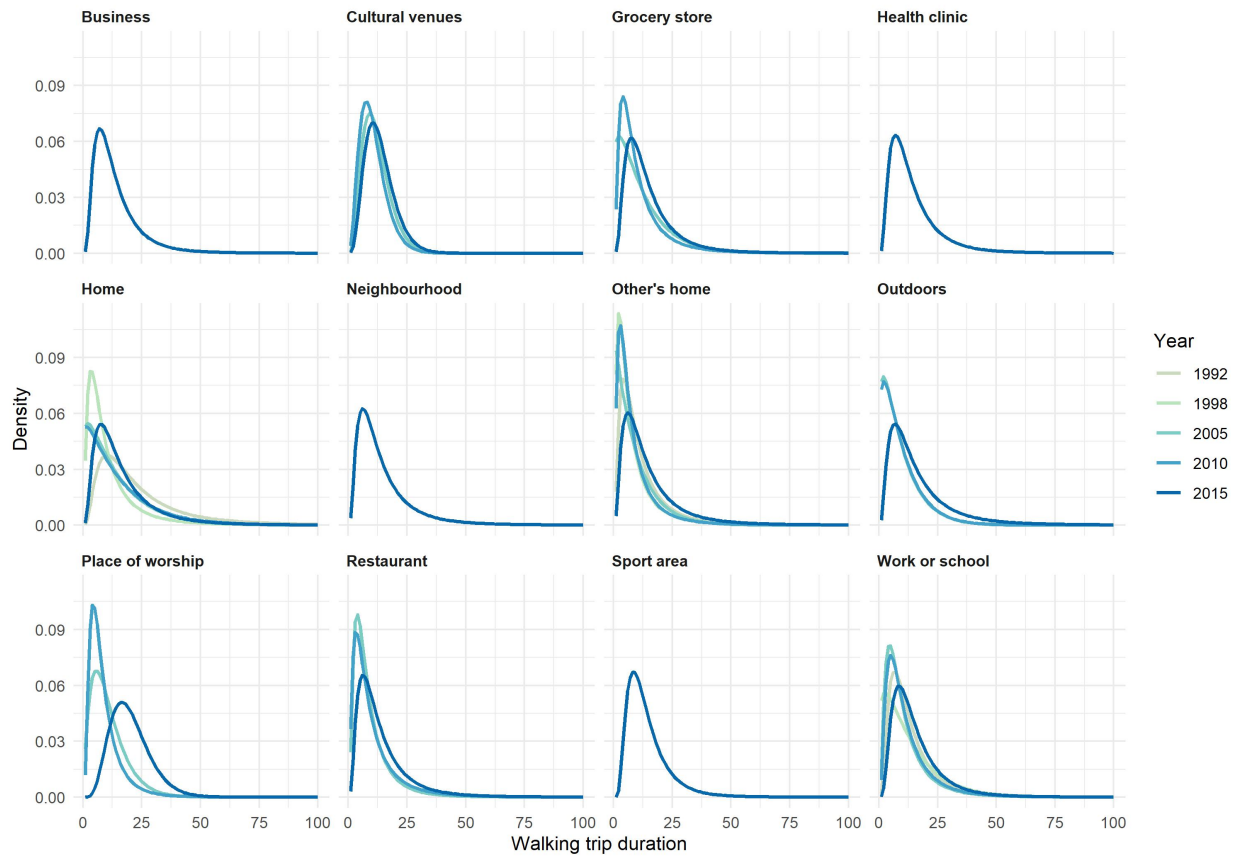 Business Cultural venues Grocery store Health clinic
0.09
0.06
0.03
0.00
Home Neighbourhood Other's home Outdoors
0.09
0.06
0.03
0.00
Place of worship Restaurant Sport area Work or school
0.09
0.06
0.03
0.00
0 25 50 75 100 0 25 50 75 100 0 25 50 75 100 0 25 50 75 100
Walking trip duration
Density
Year
1992
1998
2005
2010
2015